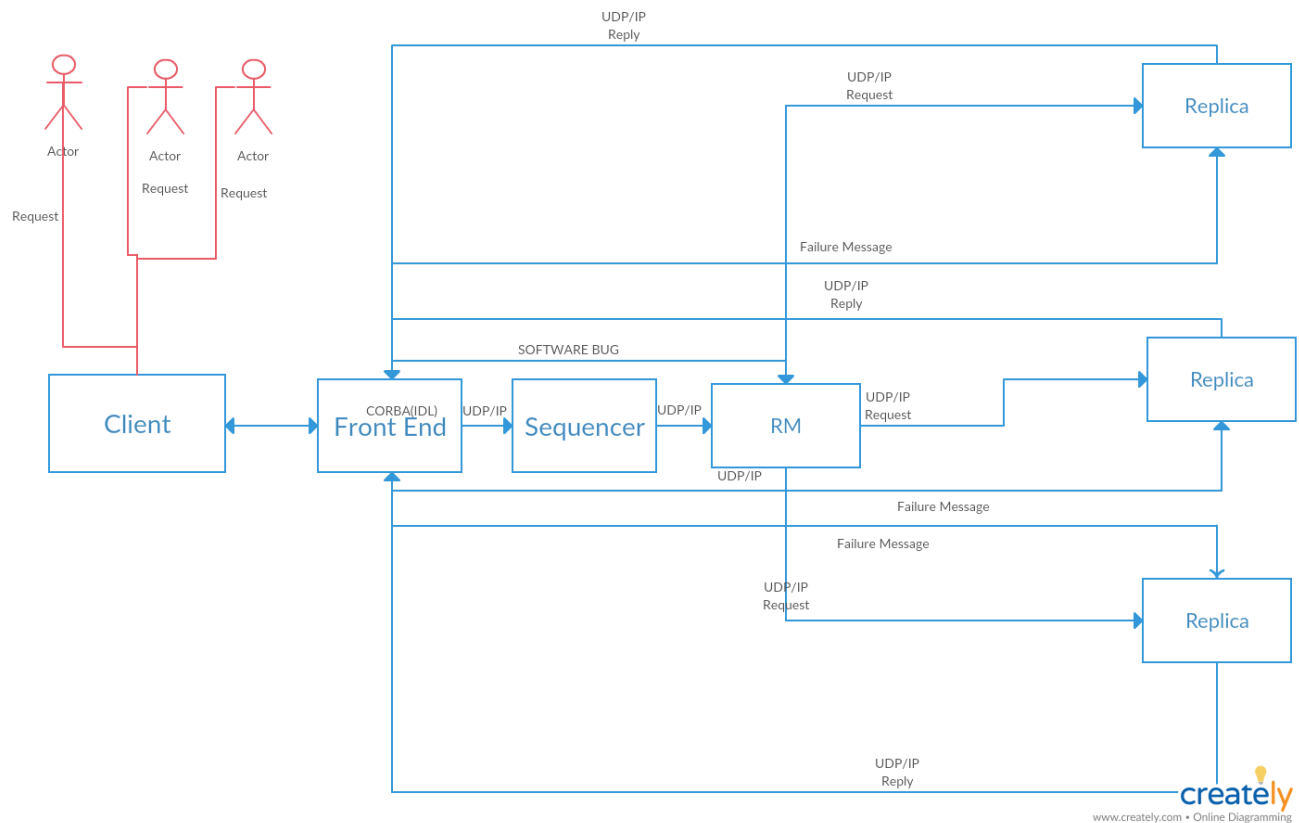 UDP/IP
Reply
UDP/IP
Request
Replica
Actor
Actor
Actor
Request
Request
Request
Failure Message
UDP/IP
Reply
SOFTWARE BUG
Replica
Client
CORBA(IDL)
Front End
UDP/IP
Sequencer
UDP/IP
RM
UDP/IP
Request
UDP/IP
Failure Message
Failure Message
UDP/IP
Request
Replica
UDP/IP
Reply
creately
www.creately.com • Online Diagramming